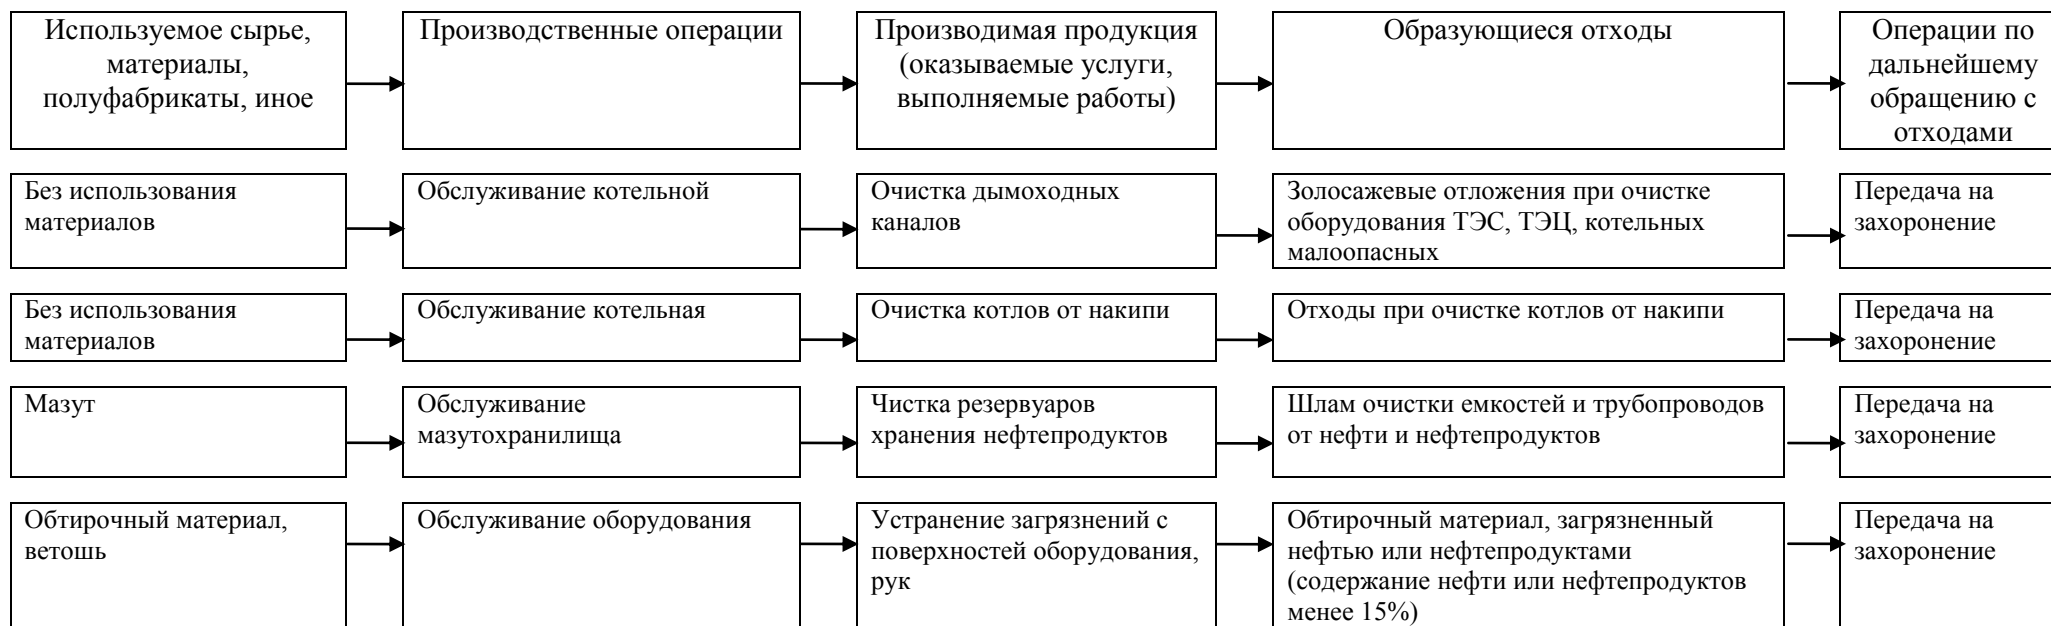 Используемое сырье,
материалы,
полуфабрикаты, иное
Производственные операции
Производимая продукция
(оказываемые услуги,
выполняемые работы)
Образующиеся отходы
Операции по
дальнейшему
обращению с
отходами
Без использования
материалов
Обслуживание котельной
Очистка дымоходных
каналов
Золосажевые отложения при очистке
оборудования ТЭС, ТЭЦ, котельных
малоопасных
Передача на
захоронение
Без использования
материалов
Обслуживание котельная
Очистка котлов от накипи
Отходы при очистке котлов от накипи
Передача на
захоронение
Мазут
Обслуживание
мазутохранилища
Чистка резервуаров
хранения нефтепродуктов
Шлам очистки емкостей и трубопроводов
от нефти и нефтепродуктов
Передача на
захоронение
Обтирочный материал,
ветошь
Обслуживание оборудования
Устранение загрязнений с
поверхностей оборудования,
рук
Обтирочный материал, загрязненный
нефтью или нефтепродуктами
(содержание нефти или нефтепродуктов
менее 15%)
Передача на
захоронение